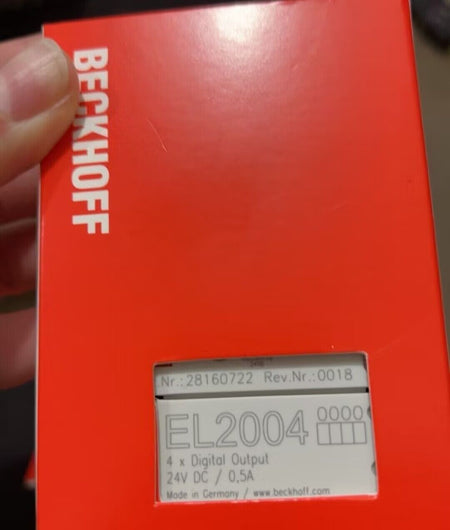 BECKHOFF
Nr.:28160722 Rev.Nr.:0018
EL2004
4 x Digital Output
24V DC / 0,5A
Made in Germany / www.beckhoff.com